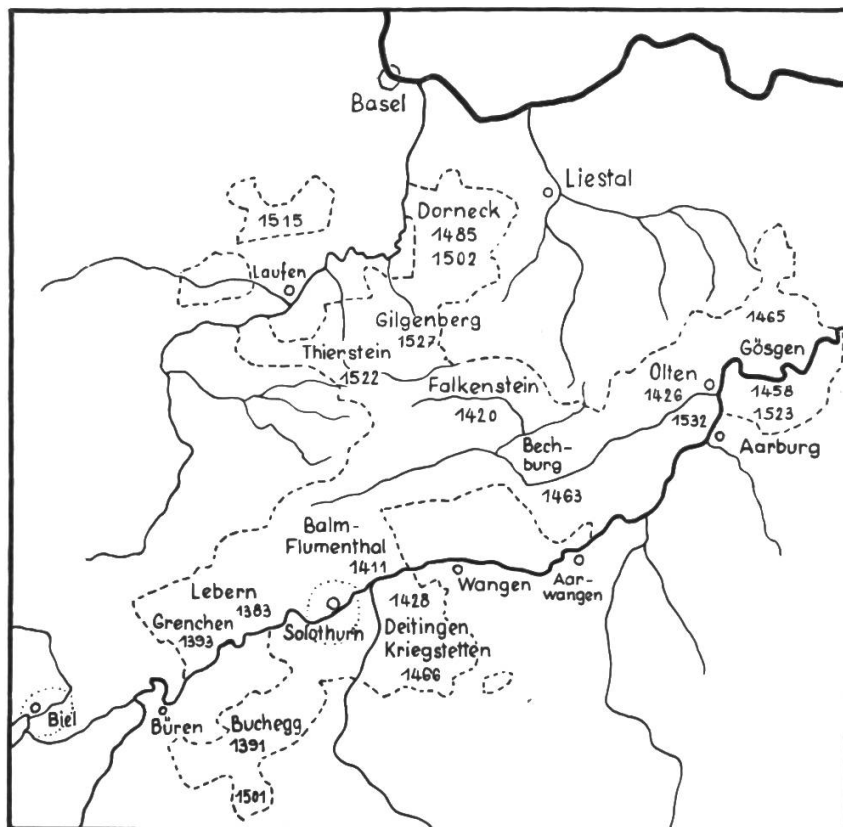 Basel
Liestal
1515
Dorneck
1485
1502
Laufen
Gilgenberg
1527
1465
Gösgen
Thierstein
1522
Falkenstein
1420
Olten
1426
1458
1523
1532
Aarburg
Bech-
burg
1463
Balm-
Flumenthal
1411
Wangen
Aar-
wangen
Lebern
1383
Grenchen
1393
Solothurn
1428
Deitingen
Kriegstetten
1466
Biel
Büren
Buchegg
1391
1501